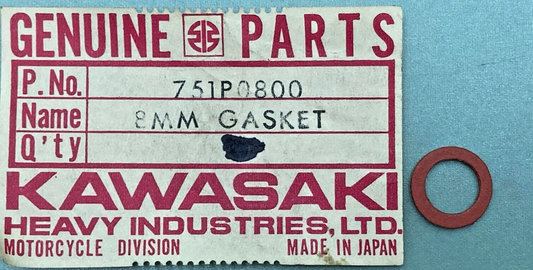 GENUINE PARTS
P.No. 751P0800
Name 8MM GASKET
Q'ty
KAWASAKI
HEAVY INDUSTRIES, LTD.
MOTORCYCLE DIVISION MADE IN JAPAN